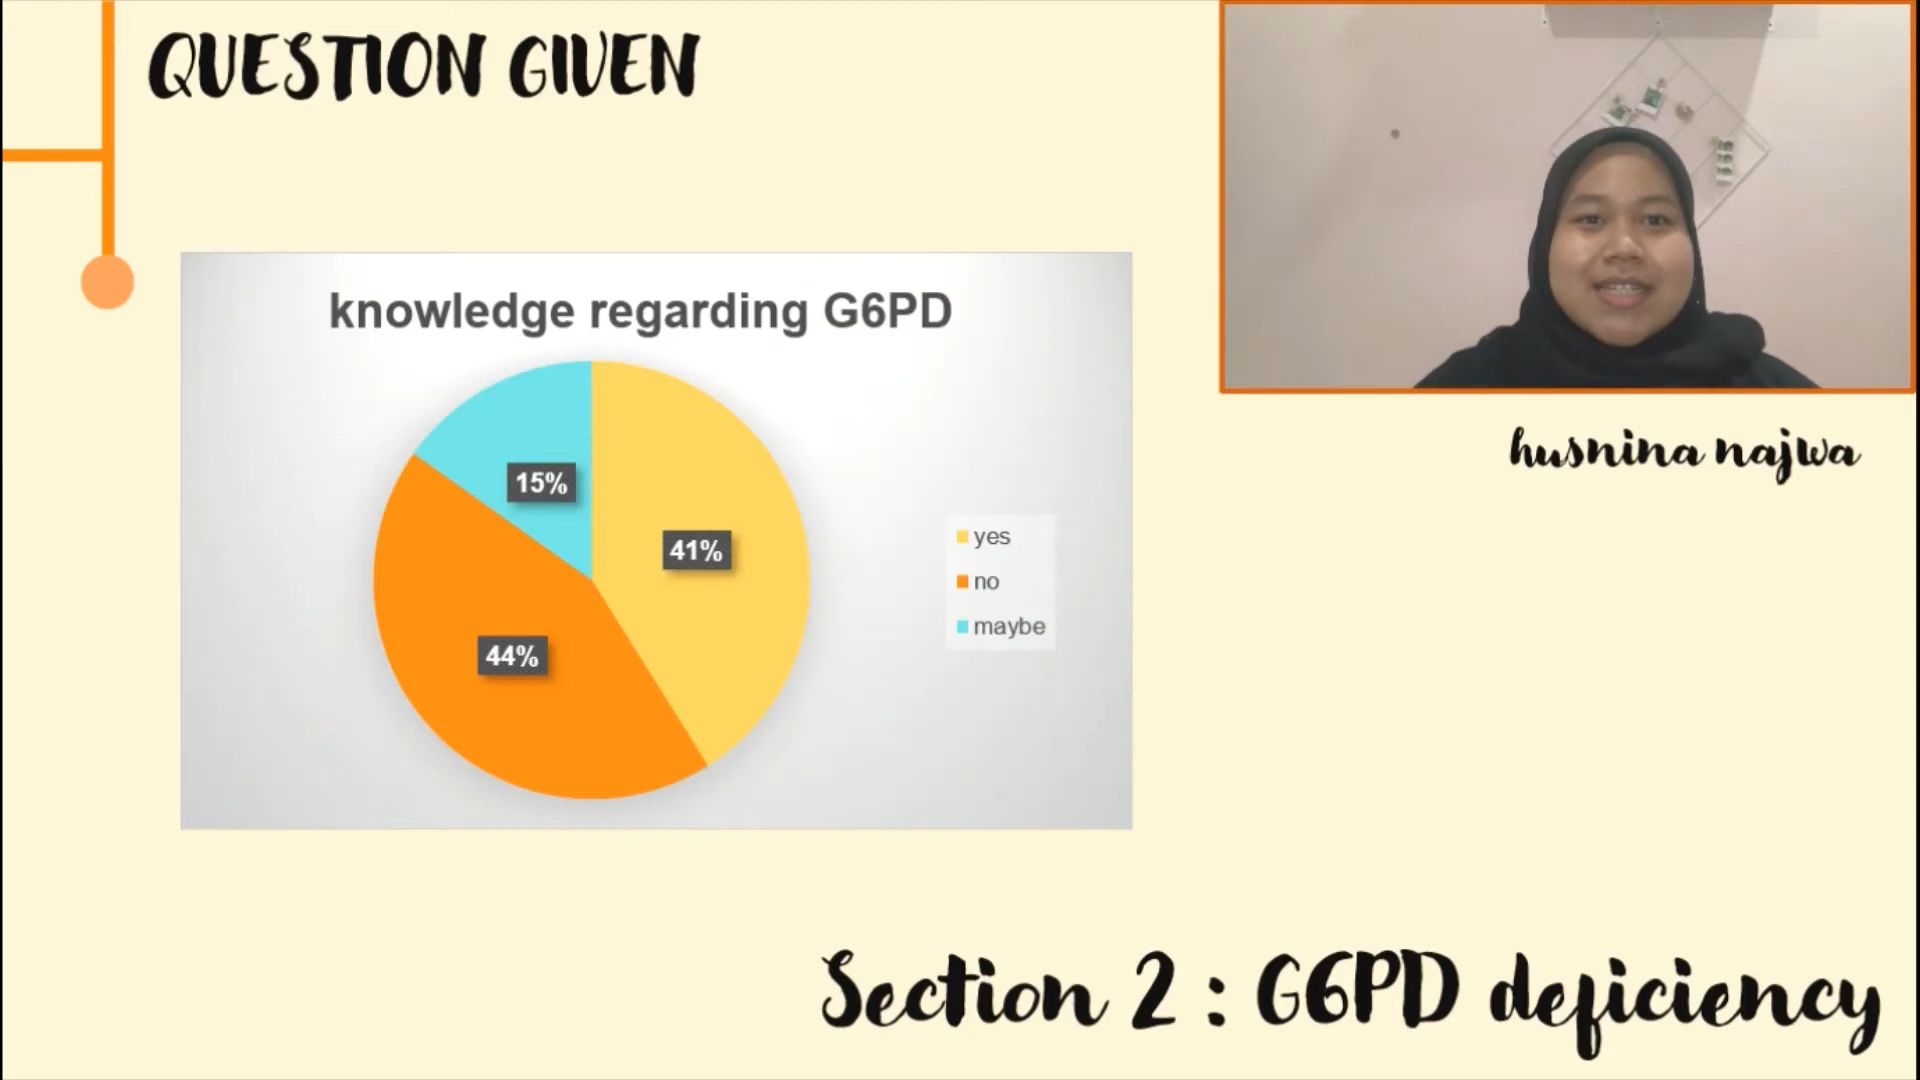 QUESTION GIVEN
knowledge regarding G6PD
15%
41%
44%
yes
no
maybe
husnina najwa
Section 2 : G6PD deficiency